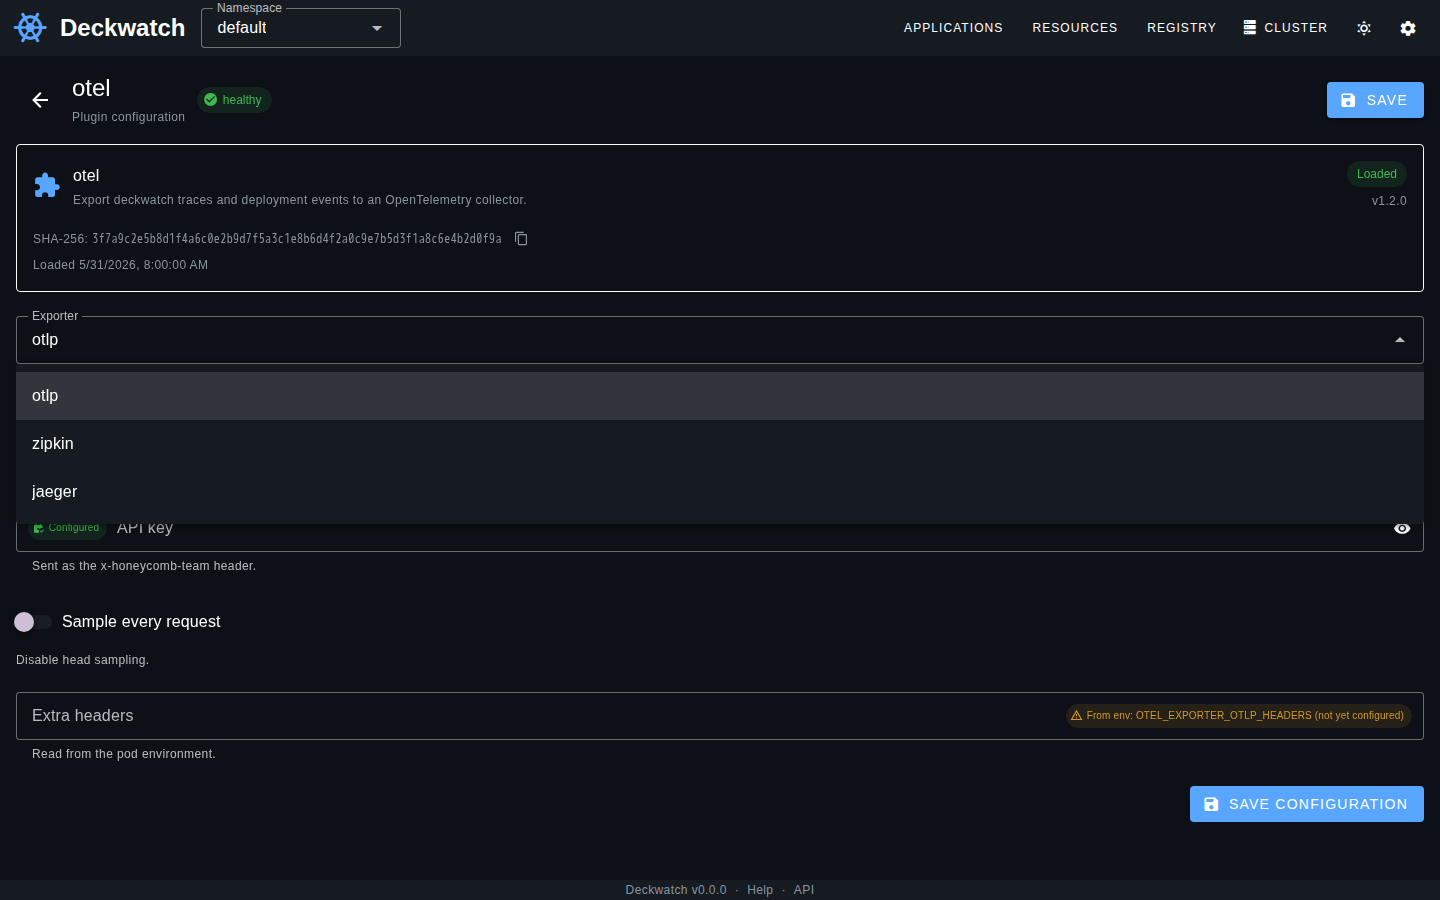 Deckwatch
Namespace
default
APPLICATIONS
RESOURCES
REGISTRY
CLUSTER
otel
Plugin configuration
healthy
SAVE
otel
Export deckwatch traces and deployment events to an OpenTelemetry collector.
Loaded
v1.2.0
SHA-256: 3f7a9c2e5b8d1f4a6c0e2b9d7f5a3c1e8b6d4f2a0c9e7b5d3f1a8c6e4b2d0f9a
Loaded 5/31/2026, 8:00:00 AM
Exporter
otlp
otlp
zipkin
jaeger
Configured
API key
Sent as the x-honeycomb-team header.
Sample every request
Disable head sampling.
Extra headers
From env: OTEL_EXPORTER_OTLP_HEADERS (not yet configured)
Read from the pod environment.
SAVE CONFIGURATION
Deckwatch v0.0.0 · Help · API